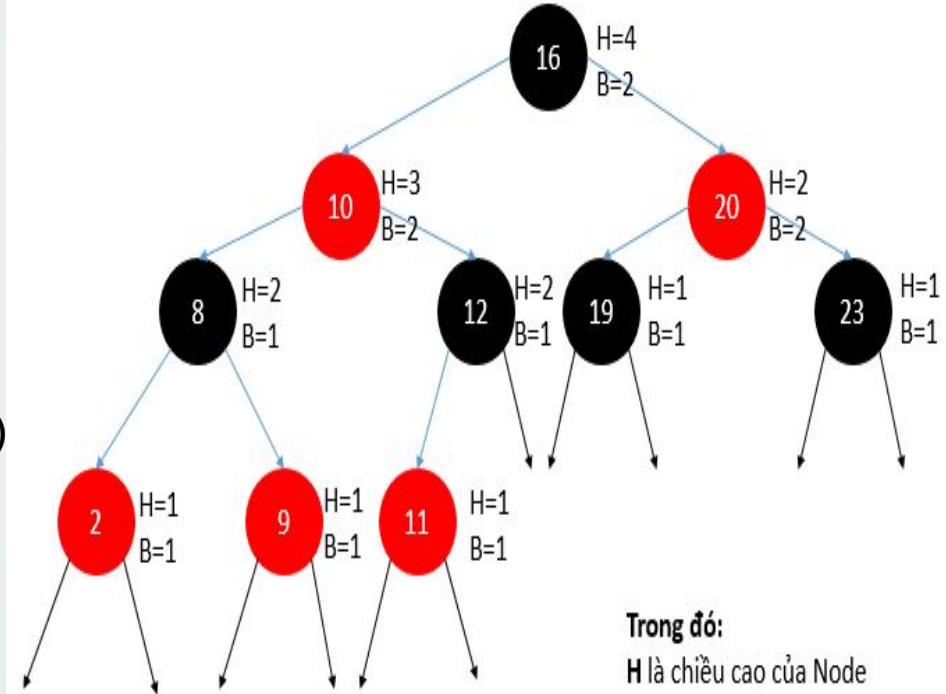 16
H=4
B=2
10
H=3
B=2
20
H=2
B=2
8
H=2
B=1
12
H=2
B=1
19
H=1
B=1
23
H=1
B=1
)
2
H=1
B=1
9
H=1
B=1
11
H=1
B=1
Trong đó:
H là chiều cao của Node